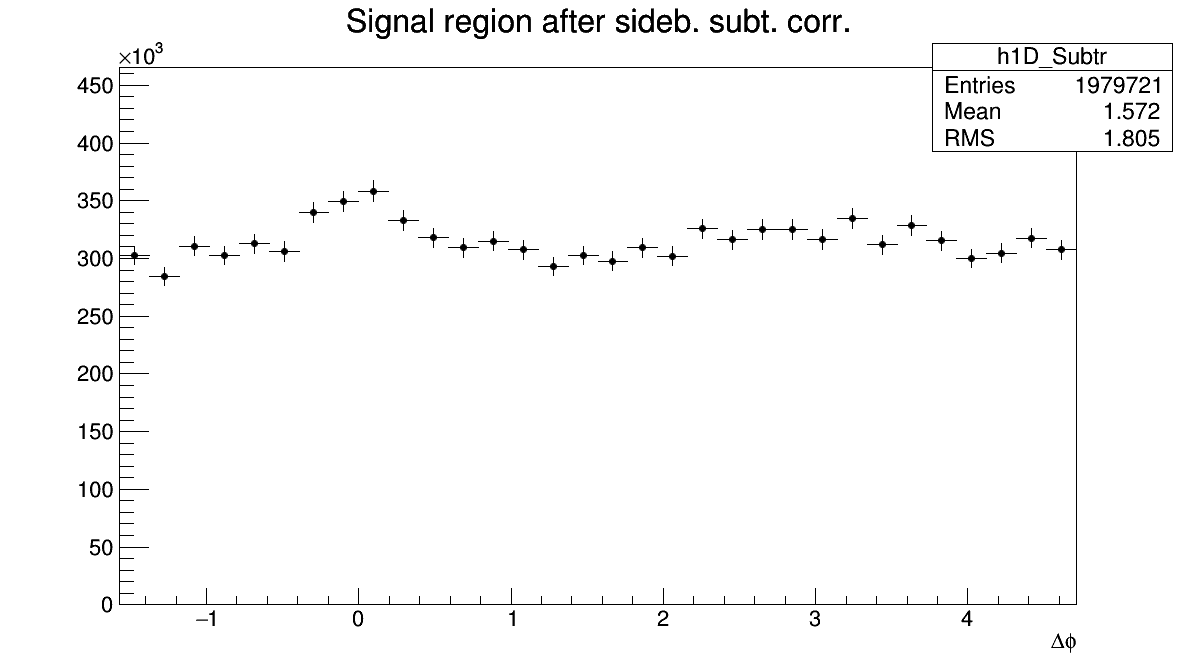 Signal region after sideb. subt. corr.
×10³
h1D_Subtr
Entries 1979721
Mean 1.572
RMS 1.805
450
400
350
300
250
200
150
100
50
0
−1 0 1 2 3 4
Δϕ